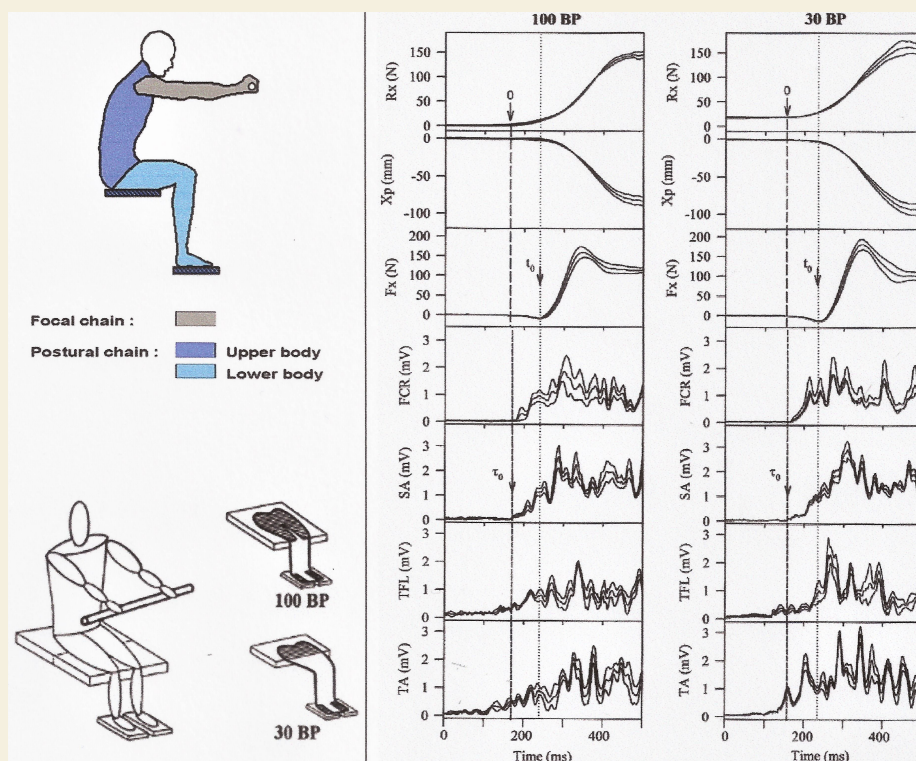 Focal chain :
Postural chain :
Upper body
Lower body
100 BP
30 BP
100 BP
Rx (N)
150
100
50
0
0
Xp (mm)
0
-50
-100
Fx (N)
200
150
100
50
0
t0
FCR (mV)
3
2
1
0
SA (mV)
3
2
1
0
τ0
TFL (mV)
3
2
1
0
TA (mV)
3
2
1
0
0
200
400
Time (ms)
30 BP
Rx (N)
150
100
50
0
0
Xp (mm)
0
-50
-100
Fx (N)
200
150
100
50
0
t0
FCR (mV)
3
2
1
0
SA (mV)
3
2
1
0
τ0
TFL (mV)
3
2
1
0
TA (mV)
3
2
1
0
0
200
400
Time (ms)